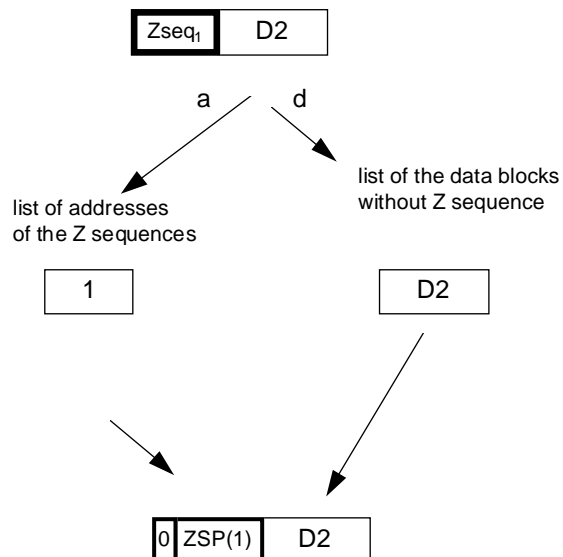 Zseq₁ D2
a d
list of the data blocks
without Z sequence
list of addresses
of the Z sequences
1 D2
0 ZSP(1) D2